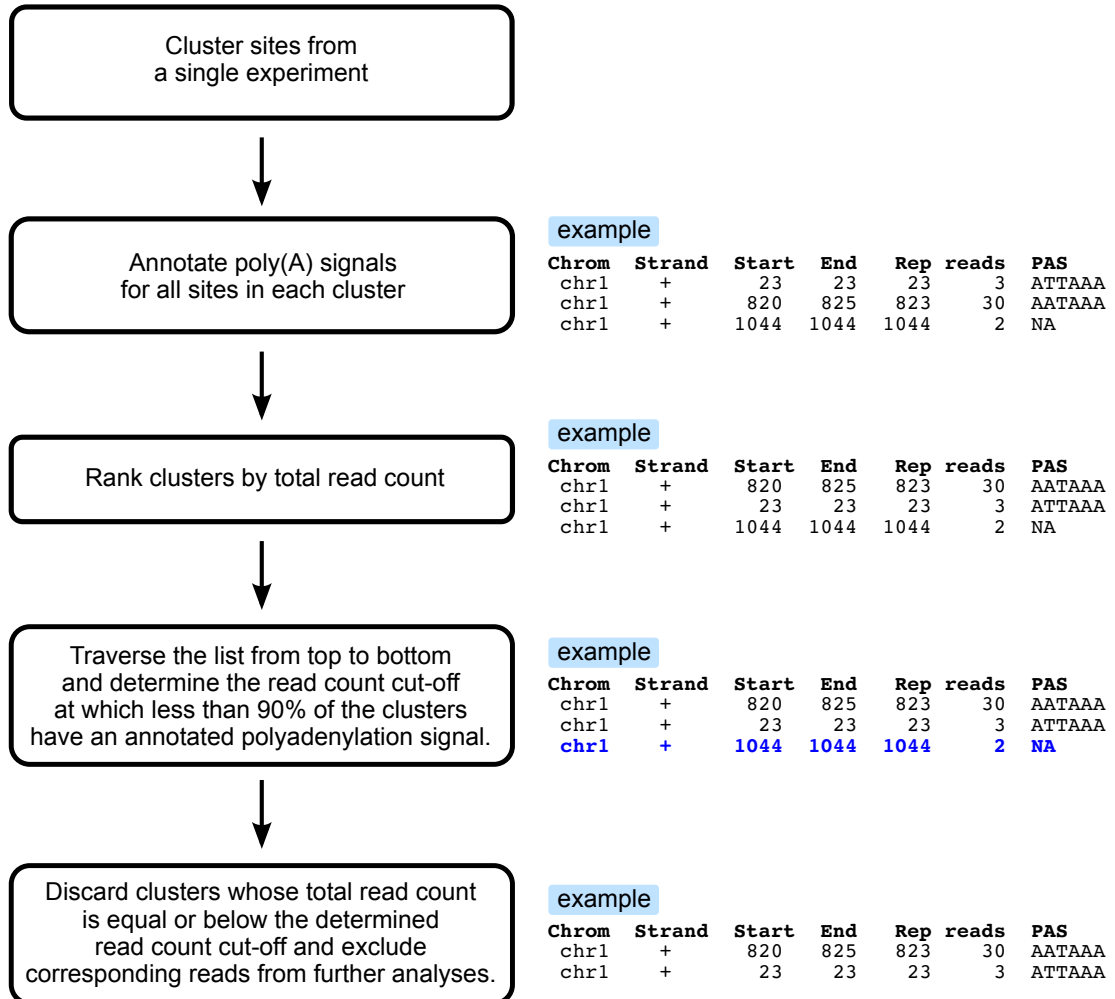 Cluster sites from
a single experiment
Annotate poly(A) signals
for all sites in each cluster
example
Chrom Strand Start End Rep reads PAS
chr1 + 23 23 23 3 ATTAAA
chr1 + 820 825 823 30 AATAAA
chr1 + 1044 1044 1044 2 NA
Rank clusters by total read count
example
Chrom Strand Start End Rep reads PAS
chr1 + 820 825 823 30 AATAAA
chr1 + 23 23 23 3 ATTAAA
chr1 + 1044 1044 1044 2 NA
Traverse the list from top to bottom
and determine the read count cut-off
at which less than 90% of the clusters
have an annotated polyadenylation signal.
example
Chrom Strand Start End Rep reads PAS
chr1 + 820 825 823 30 AATAAA
chr1 + 23 23 23 3 ATTAAA
chr1 + 1044 1044 1044 2 NA
Discard clusters whose total read count
is equal or below the determined
read count cut-off and exclude
corresponding reads from further analyses.
example
Chrom Strand Start End Rep reads PAS
chr1 + 820 825 823 30 AATAAA
chr1 + 23 23 23 3 ATTAAA